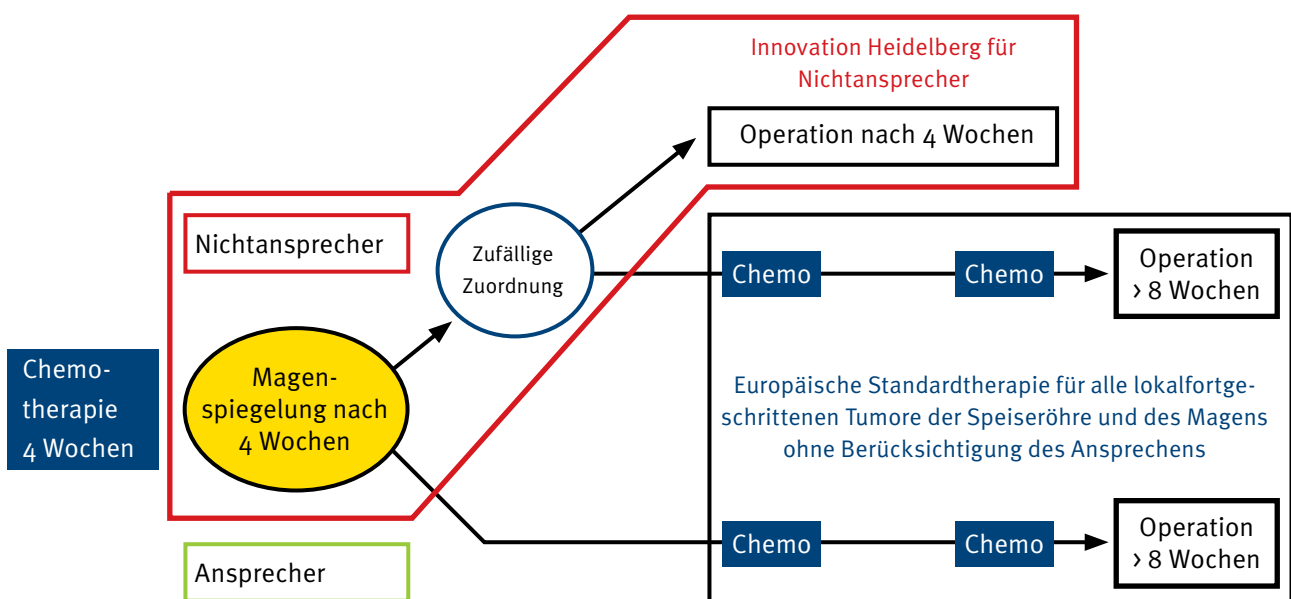 Innovation Heidelberg für
Nichtansprecher
Operation nach 4 Wochen
Nichtansprecher
Zufällige
Zuordnung
Chemo
Chemo
Operation
> 8 Wochen
Chemo-
therapie
4 Wochen
Magen-
spiegelung nach
4 Wochen
Europäische Standardtherapie für alle lokalfortge-
schrittenen Tumore der Speiseröhre und des Magens
ohne Berücksichtigung des Ansprechens
Ansprecher
Chemo
Chemo
Operation
> 8 Wochen